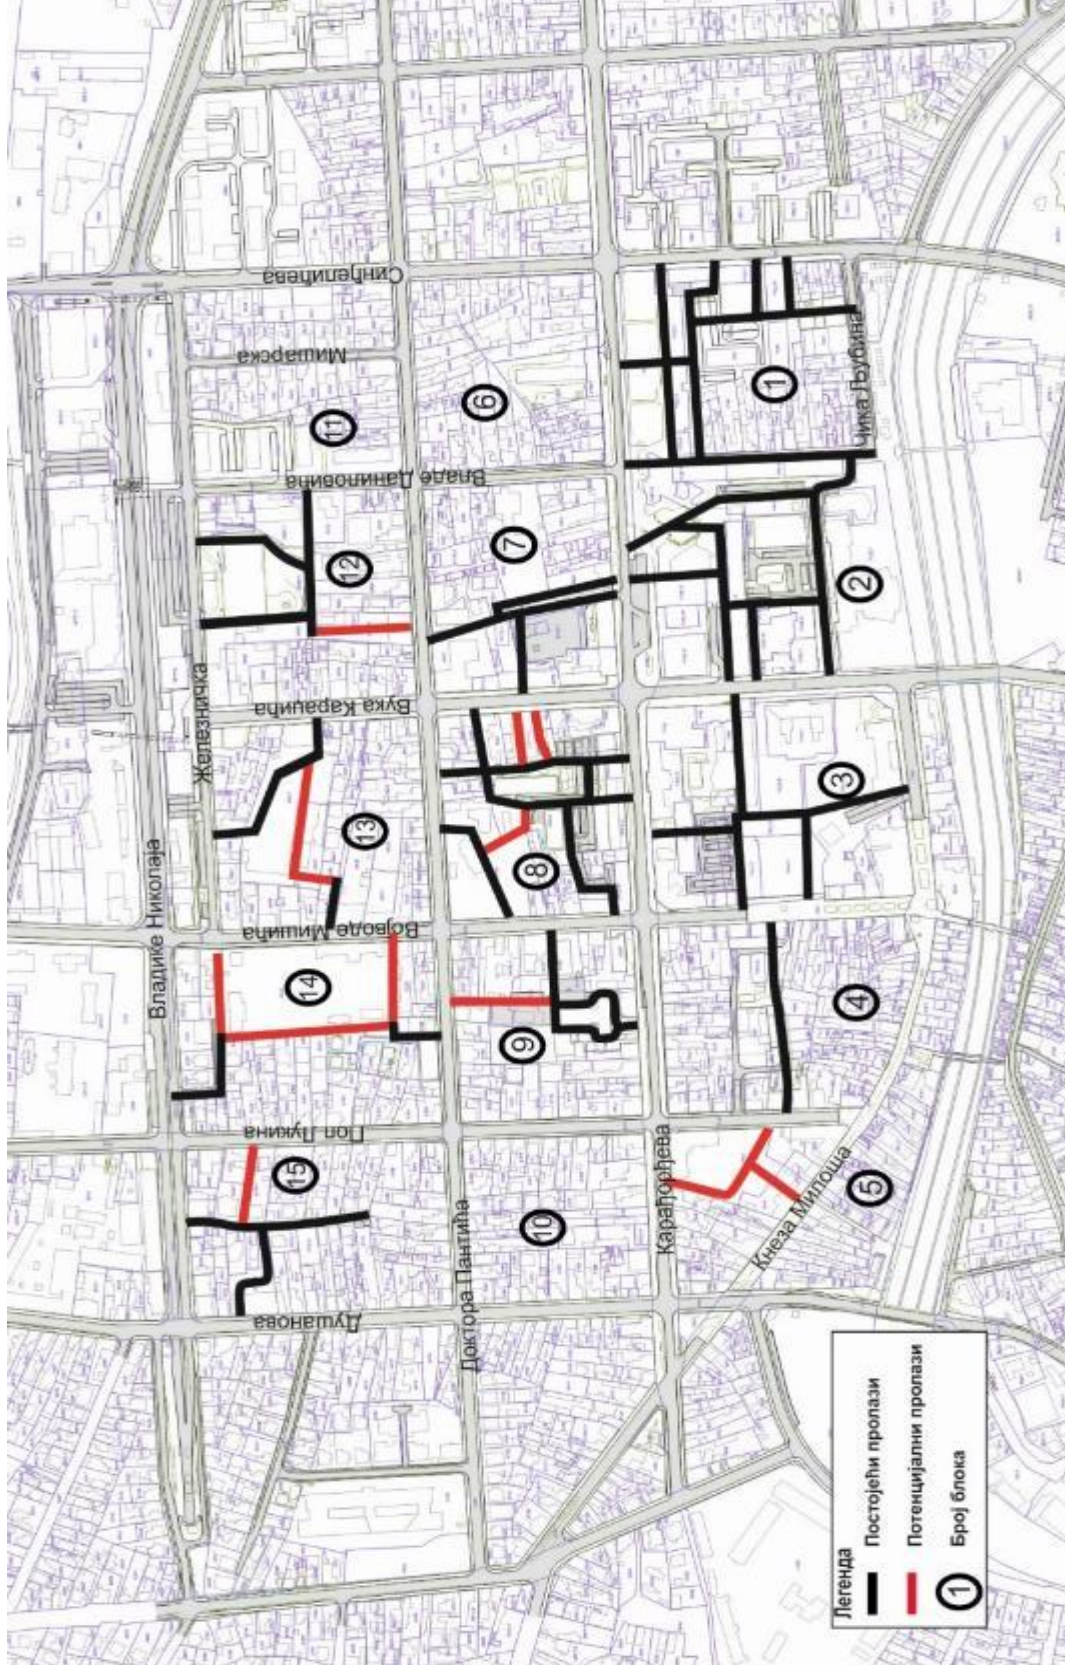 Синђелићева
Мишарска
Владе Даниловића
Чика Љубина
Железничка
Вука Караџића
Владике Николаја
Војводе Мишића
Поп Лукина
Карађорђева
Кнеза Милоша
Доктора Пантића
Душанова
11
6
1
12
7
2
13
8
3
14
9
4
15
10
5
Легенда
Постојећи пролази
Потенцијални пролази
1 Број блока